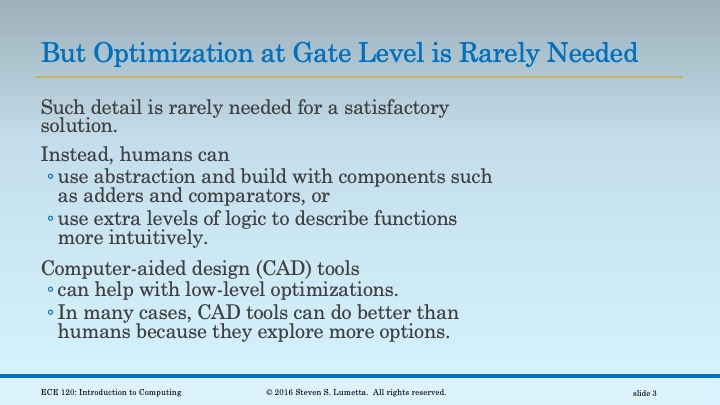 But Optimization at Gate Level is Rarely Needed
Such detail is rarely needed for a satisfactory
solution.
Instead, humans can
◦ use abstraction and build with components such
as adders and comparators, or
◦ use extra levels of logic to describe functions
more intuitively.
Computer-aided design (CAD) tools
◦ can help with low-level optimizations.
◦ In many cases, CAD tools can do better than
humans because they explore more options.
ECE 120: Introduction to Computing © 2016 Steven S. Lumetta. All rights reserved. slide 3